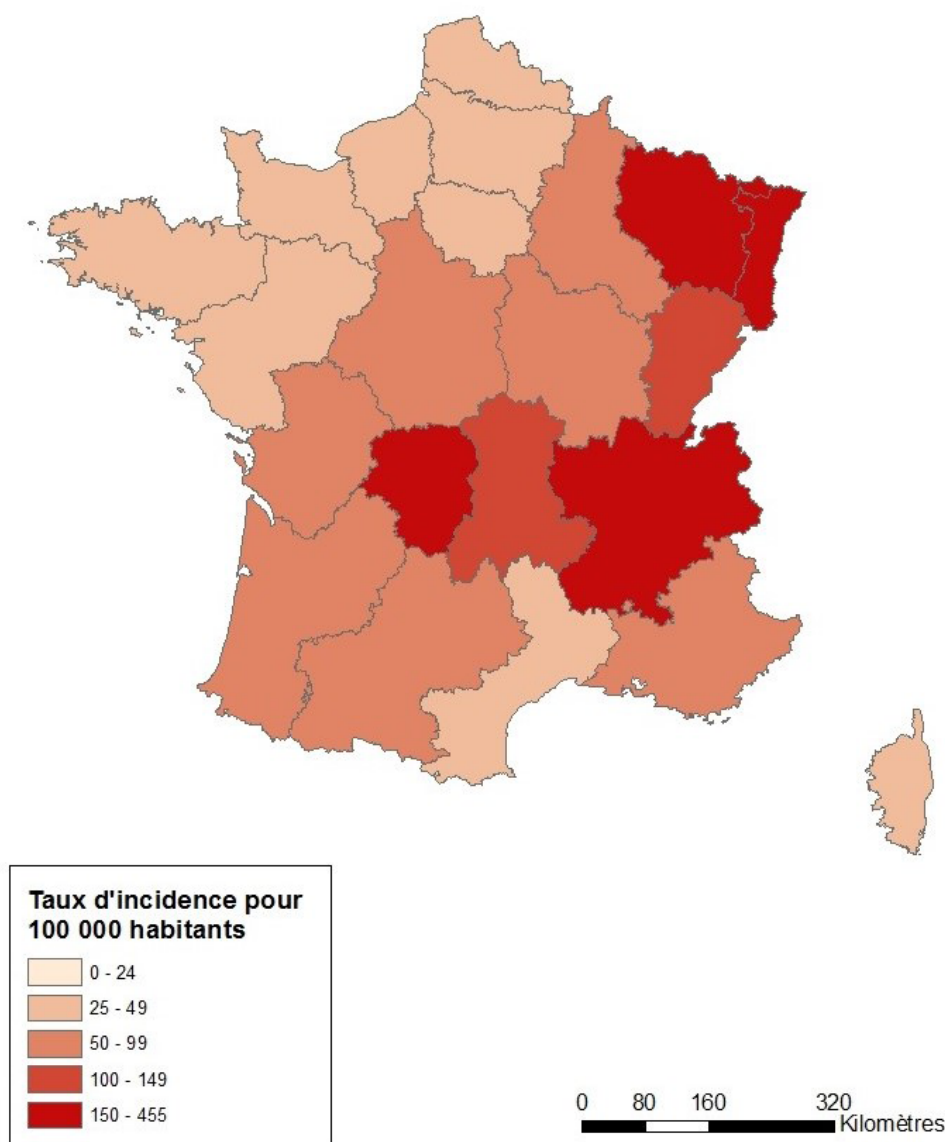 Taux d'incidence pour
100 000 habitants
0 - 24
25 - 49
50 - 99
100 - 149
150 - 455
0 80 160 320
Kilomètres